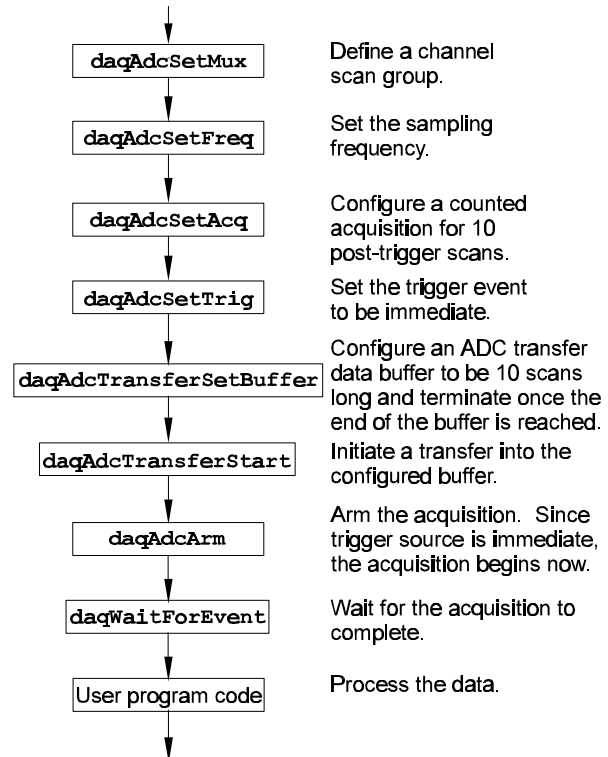 daqAdcSetMux
Define a channel
scan group.
daqAdcSetFreq
Set the sampling
frequency.
daqAdcSetAcq
Configure a counted
acquisition for 10
post-trigger scans.
daqAdcSetTrig
Set the trigger event
to be immediate.
daqAdcTransferSetBuffer
Configure an ADC transfer
data buffer to be 10 scans
long and terminate once the
end of the buffer is reached.
daqAdcTransferStart
Initiate a transfer into the
configured buffer.
daqAdcArm
Arm the acquisition. Since
trigger source is immediate,
the acquisition begins now.
daqWaitForEvent
Wait for the acquisition to
complete.
User program code
Process the data.